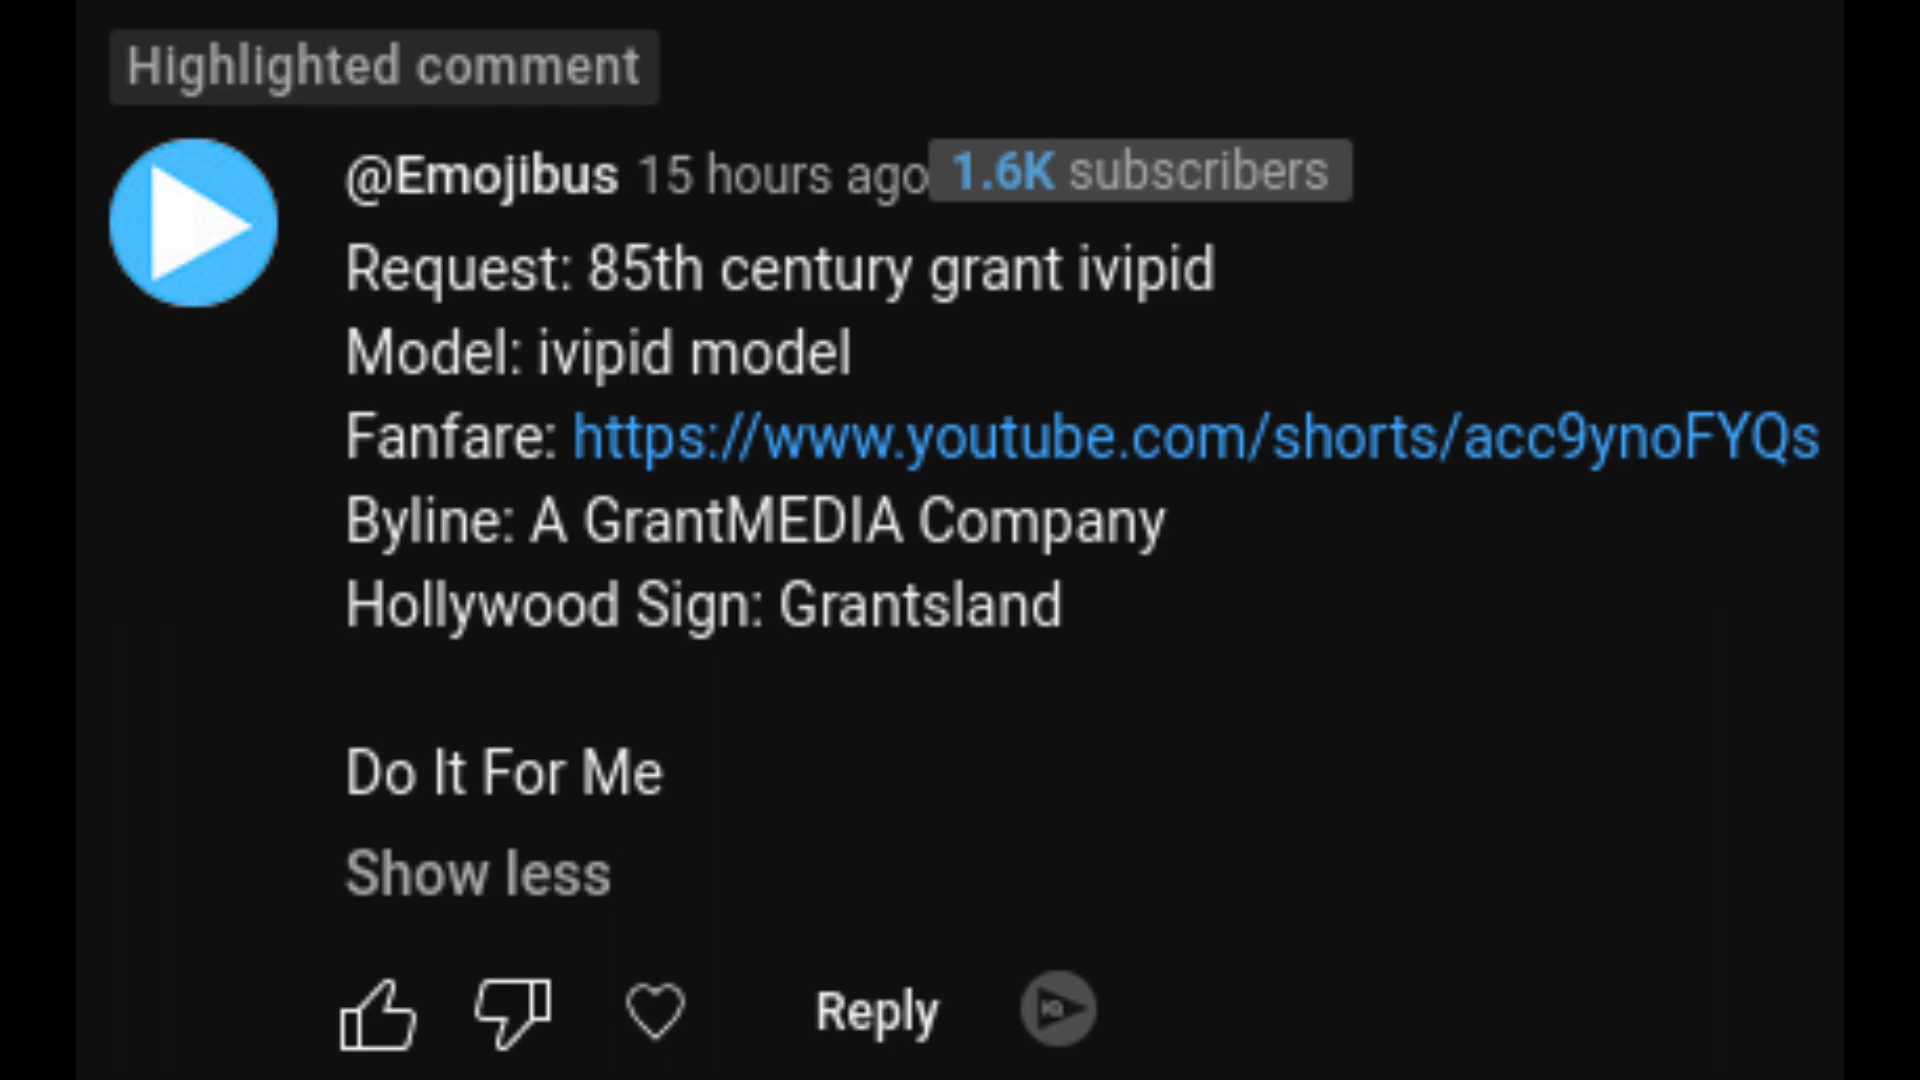 Highlighted comment
@Emojibus 15 hours ago 1.6K subscribers
Request: 85th century grant ivipid
Model: ivipid model
Fanfare: https://www.youtube.com/shorts/acc9ynoFYQs
Byline: A GrantMEDIA Company
Hollywood Sign: Grantsland
Do It For Me
Show less
Reply